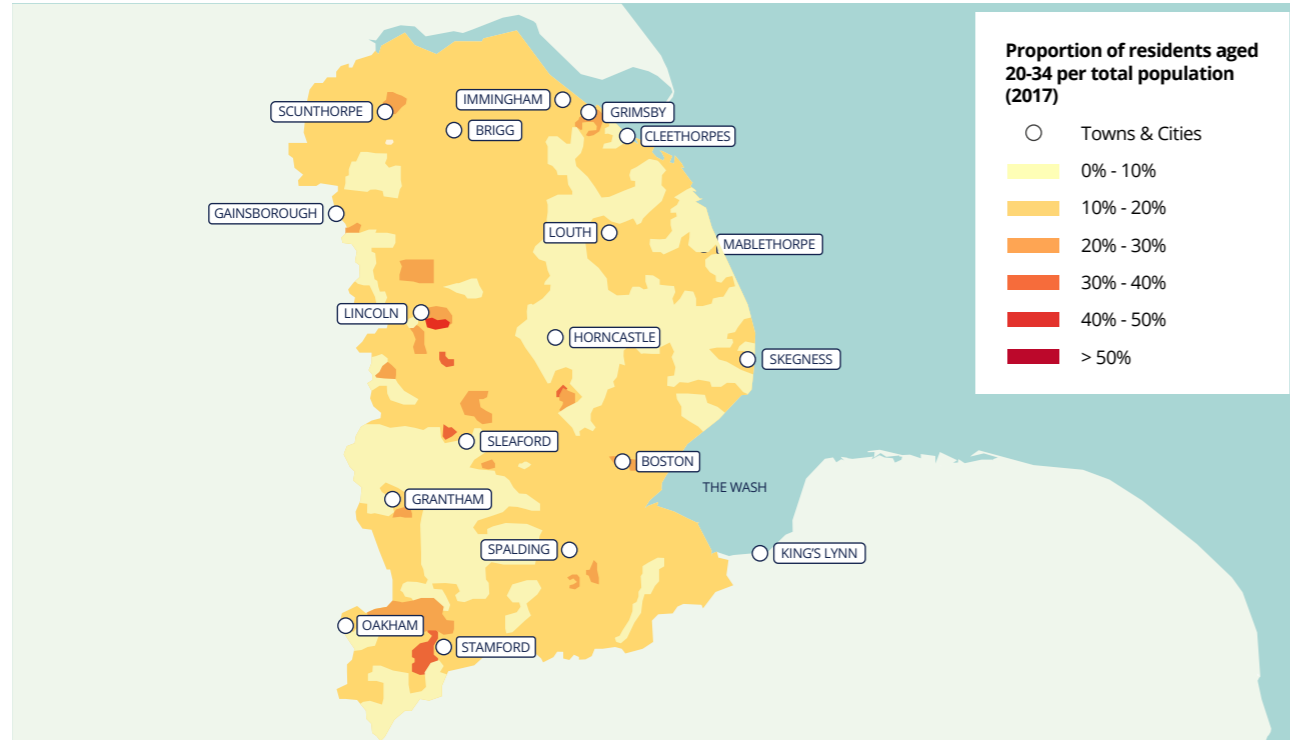 Proportion of residents aged
20-34 per total population
(2017)
Towns & Cities
0% - 10%
10% - 20%
20% - 30%
30% - 40%
40% - 50%
> 50%
SCUNTHORPE
IMMINGHAM
GRIMSBY
BRIGG
CLEETHORPES
GAINSBOROUGH
LOUTH
MABLETHORPE
LINCOLN
HORNCASTLE
SKEGNESS
SLEAFORD
BOSTON
THE WASH
GRANTHAM
SPALDING
KING'S LYNN
OAKHAM
STAMFORD